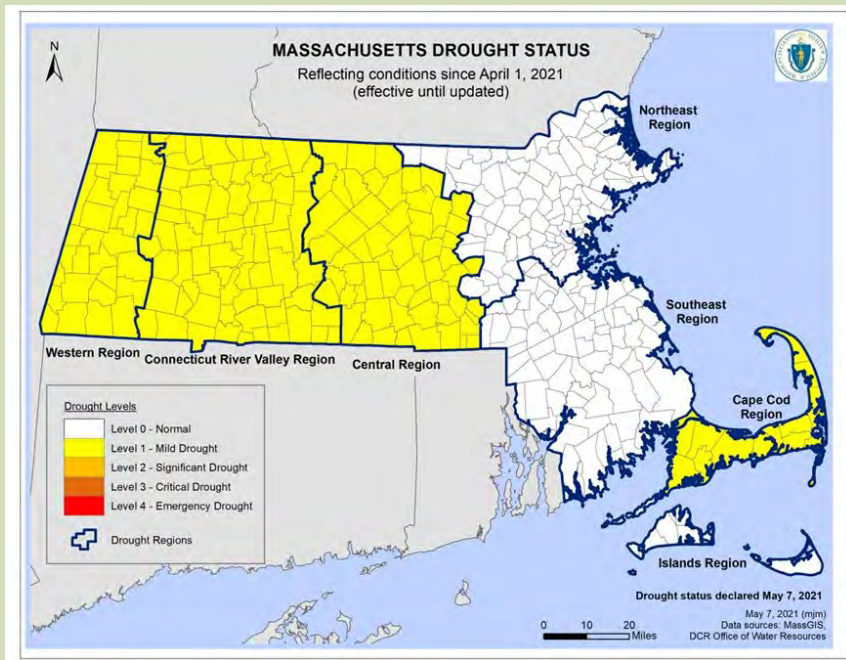 N
MASSACHUSETTS DROUGHT STATUS
Reflecting conditions since April 1, 2021
(effective until updated)
Northeast
Region
Southeast
Region
Western Region
Connecticut River Valley Region
Central Region
Cape Cod
Region
Drought Levels
Level 0 - Normal
Level 1 - Mild Drought
Level 2 - Significant Drought
Level 3 - Critical Drought
Level 4 - Emergency Drought
Drought Regions
Islands Region
Drought status declared May 7, 2021
May 7, 2021 (mjm)
Data sources: MassGIS,
DCR Office of Water Resources
0 10 20
Miles